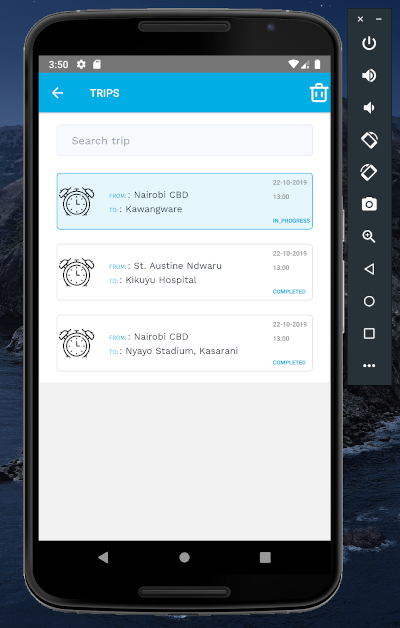 3:50
TRIPS
Search trip
22-10-2019
FROM: : Nairobi CBD
13:00
TO: : Kawangware
IN_PROGRESS
22-10-2019
FROM: : St. Austine Ndwaru
13:00
TO: : Kikuyu Hospital
COMPLETED
22-10-2019
FROM: : Nairobi CBD
13:00
TO: : Nyayo Stadium, Kasarani
COMPLETED